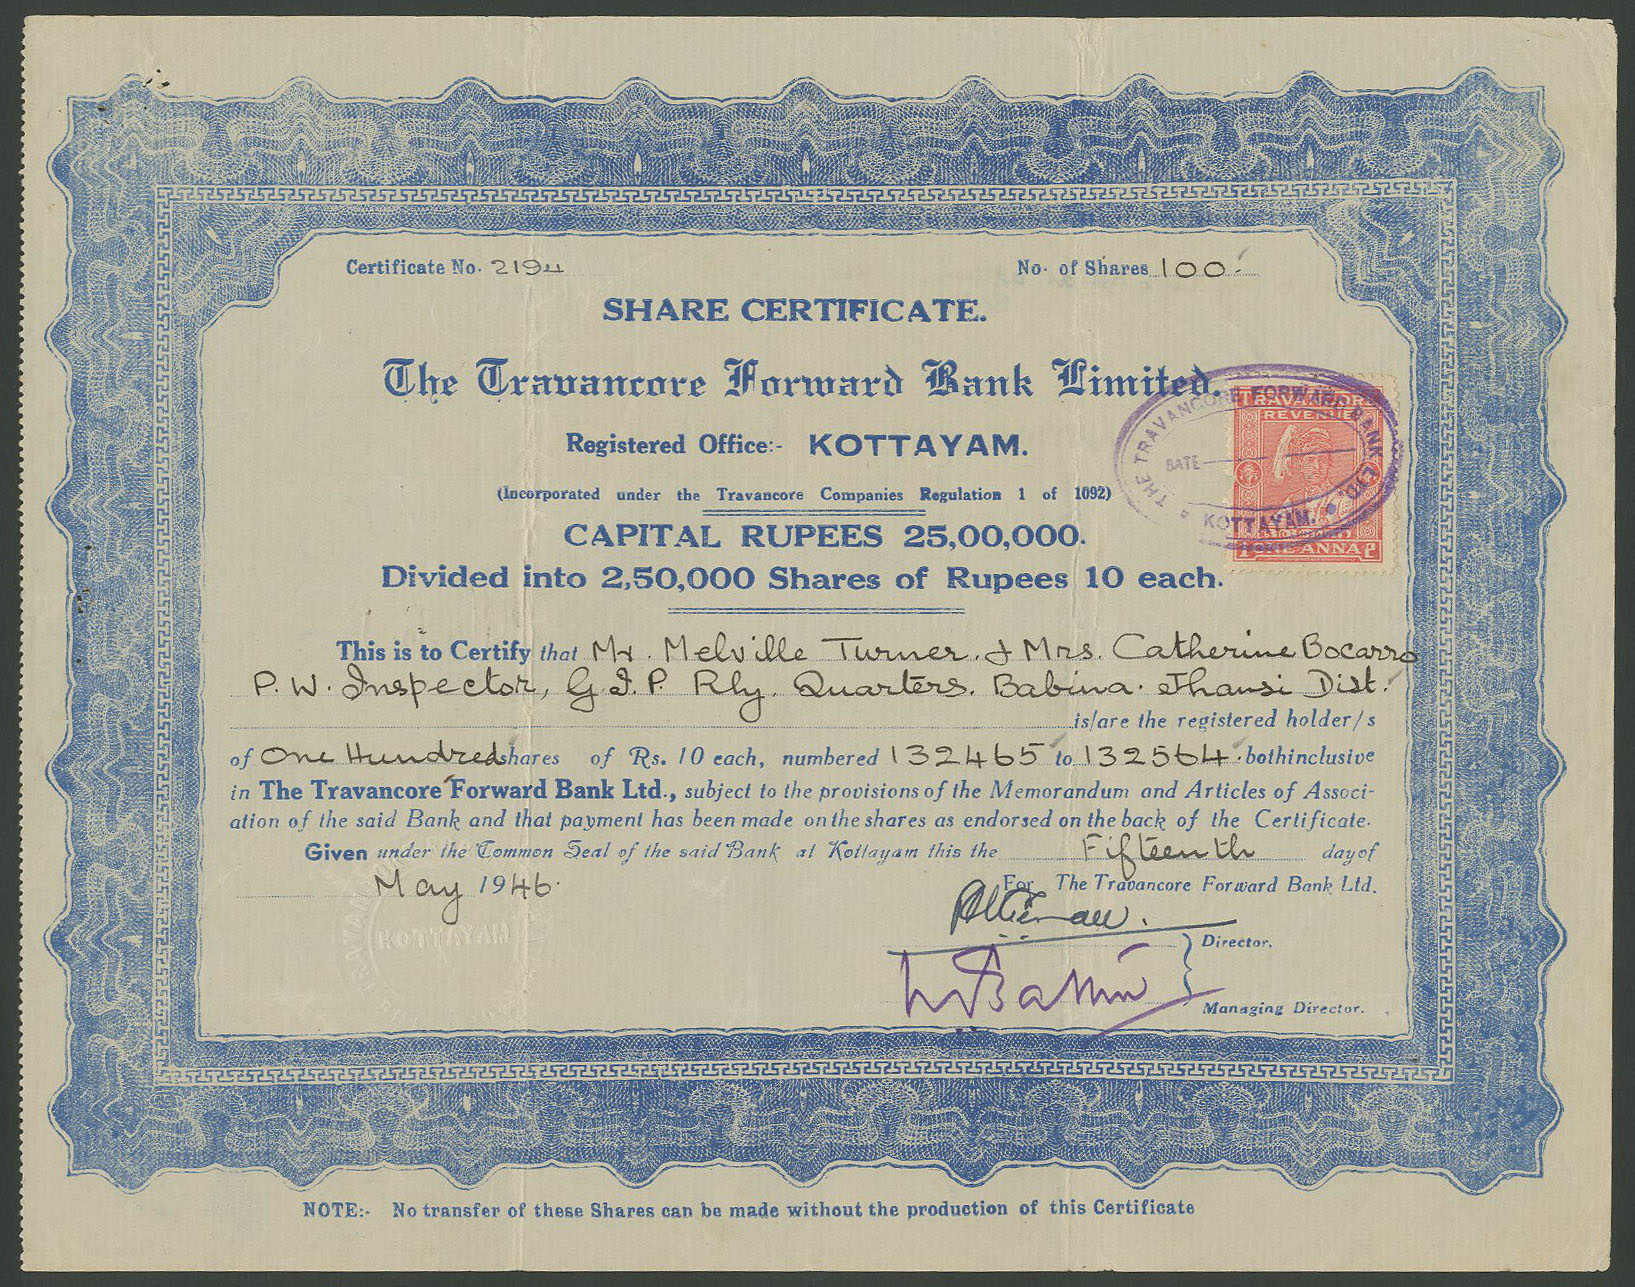 Certificate No. 2194
No. of Shares 100
SHARE CERTIFICATE.
The Travancore Forward Bank Limited.
Registered Office:- KOTTAYAM.
(Incorporated under the Travancore Companies Regulation 1 of 1092)
CAPITAL RUPEES 25,00,000.
Divided into 2,50,000 Shares of Rupees 10 each.
TRAVANCORE
REVENUE
ANNA
THE TRAVANCORE FORWARD BANK LTD.
DATE
KOTTAYAM.
This is to Certify that Mr. Melville Turner. & Mrs. Catherine Bocarro
P. W. Inspector, G. I. P. Rly. Quarters. Babina. Jhansi Dist.
is/are the registered holder/s
of One Hundred shares of Rs. 10 each, numbered 132465 to 132564. bothinclusive
in The Travancore Forward Bank Ltd., subject to the provisions of the Memorandum and Articles of Associ-
ation of the said Bank and that payment has been made on the shares as endorsed on the back of the Certificate.
Given under the Common Seal of the said Bank at Kottayam this the Fifteenth day of
May 1946.
For The Travancore Forward Bank Ltd.
Director.
Managing Director.
NOTE:- No transfer of these Shares can be made without the production of this Certificate